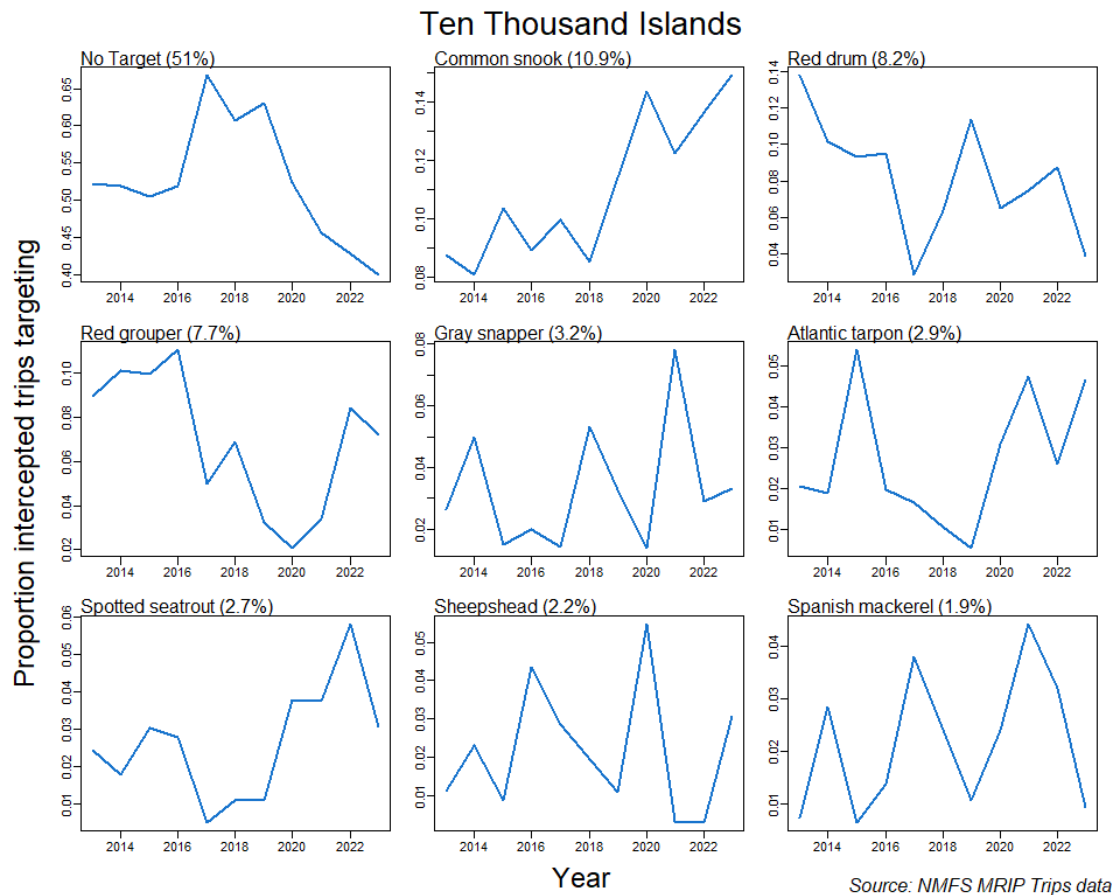 Ten Thousand Islands
Proportion intercepted trips targeting
No Target (51%)
0.40 0.45 0.50 0.55 0.60 0.65
2014 2016 2018 2020 2022
Common snook (10.9%)
0.08 0.10 0.12 0.14
2014 2016 2018 2020 2022
Red drum (8.2%)
0.04 0.06 0.08 0.10 0.12 0.14
2014 2016 2018 2020 2022
Red grouper (7.7%)
0.02 0.04 0.06 0.08 0.10
2014 2016 2018 2020 2022
Gray snapper (3.2%)
0.02 0.04 0.06 0.08
2014 2016 2018 2020 2022
Atlantic tarpon (2.9%)
0.01 0.02 0.03 0.04 0.05
2014 2016 2018 2020 2022
Spotted seatrout (2.7%)
0.01 0.02 0.03 0.04 0.05 0.06
2014 2016 2018 2020 2022
Sheepshead (2.2%)
0.01 0.02 0.03 0.04 0.05
2014 2016 2018 2020 2022
Spanish mackerel (1.9%)
0.01 0.02 0.03 0.04
2014 2016 2018 2020 2022
Year
Source: NMFS MRIP Trips data